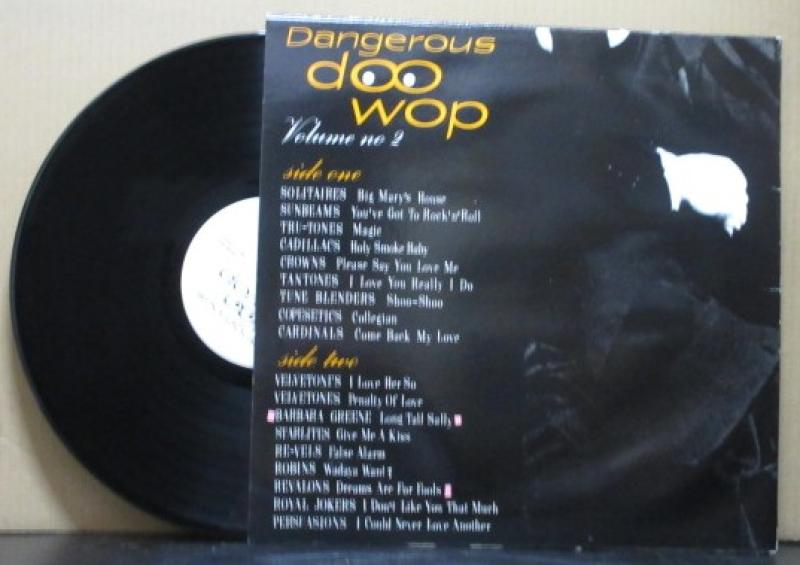 Dangerous
doo
wop
Volume no 2
side one
SOLITAIRES Big Mary's House
SUNBEAMS You've Got To Rock'n'Roll
TRI=TONES Magic
CADILLACS Holy Smoke Baby
CROWNS Please Say You Love Me
TANTONES I Love You Really I Do
TUNE BLENDERS Shoo=Shoo
COPESETICS Collegian
CARDINALS Come Back My Love
side two
VELVETONES I Love Her So
VELVETONES Penalty Of Love
BARBARA GREENE Long Tall Sally
STARLITES Give Me A Kiss
RE=VELS False Alarm
ROBINS Wadaya Want?
REVALONS Dreams Are For Fools
ROYAL JOKERS I Don't Like You That Much
PERSUASIONS I Could Never Love Another